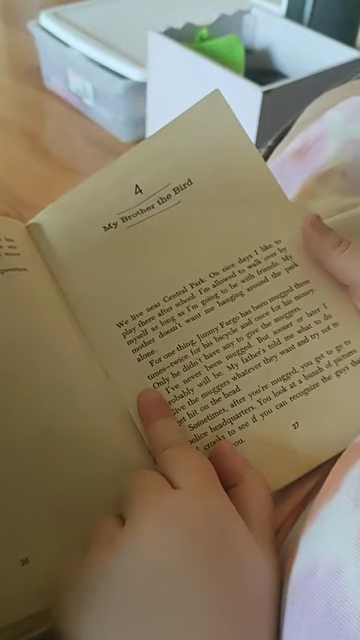 4
My Brother the Bird
We live near Central Park. On nice days I like to
play there after school. I'm allowed to walk over by
myself as long as I'm going to be with friends. My
mother doesn't want me hanging around the park
alone.
For one thing, Jimmy Fargo has been mugged three
times—twice for his bicycle and once for his money.
Only he didn't have any to give the muggers.
I've never been mugged. But sooner or later I
robably will be. My father's told me what to do.
Give the muggers whatever they want and try not to
get hit on the head.
Sometimes, after you're mugged, you get to go to
police headquarters. You look at a bunch of pictures
crooks to see if you can recognize the guys tha
ou.
27
26